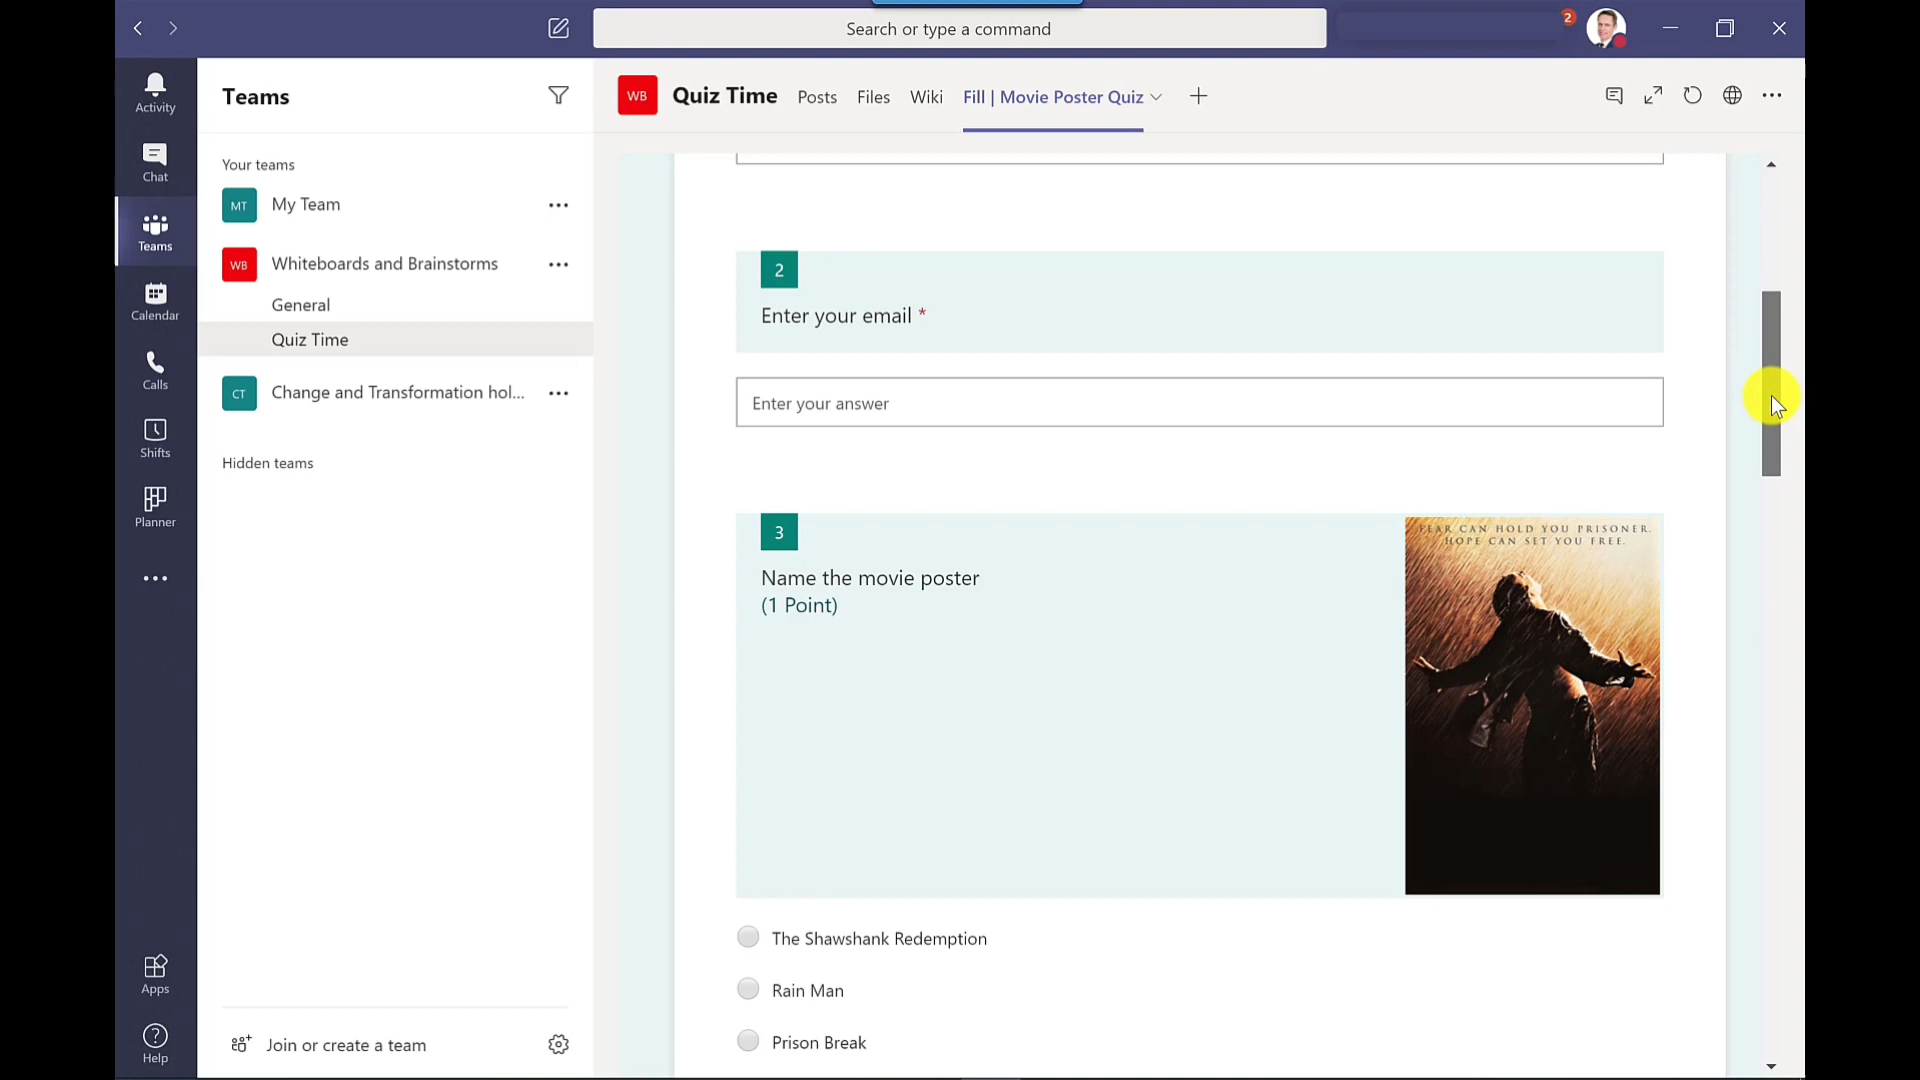 Search or type a command
2
Activity
Chat
Teams
Calendar
Calls
Shifts
Planner
Apps
Help
Teams
Your teams
MT My Team
WB Whiteboards and Brainstorms
General
Quiz Time
CT Change and Transformation hol...
Hidden teams
Join or create a team
WB Quiz Time Posts Files Wiki Fill | Movie Poster Quiz
2
Enter your email *
Enter your answer
3
Name the movie poster
(1 Point)
FEAR CAN HOLD YOU PRISONER.
HOPE CAN SET YOU FREE.
The Shawshank Redemption
Rain Man
Prison Break